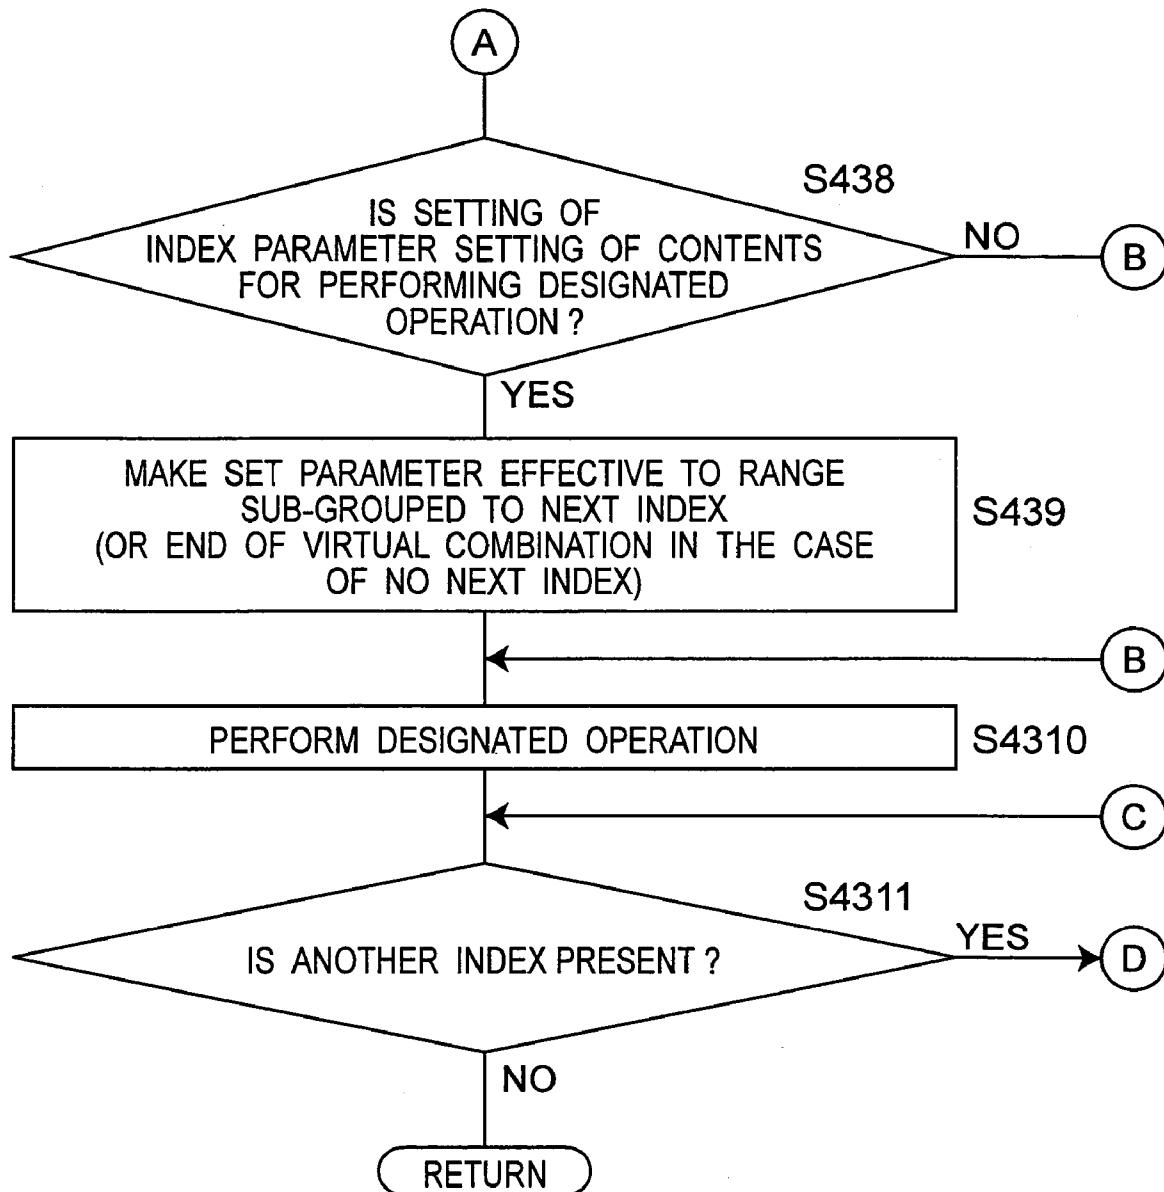 A
S438
IS SETTING OF
INDEX PARAMETER SETTING OF CONTENTS
FOR PERFORMING DESIGNATED
OPERATION ?
NO
B
YES
MAKE SET PARAMETER EFFECTIVE TO RANGE
SUB-GROUPED TO NEXT INDEX
(OR END OF VIRTUAL COMBINATION IN THE CASE
OF NO NEXT INDEX)
S439
B
PERFORM DESIGNATED OPERATION
S4310
C
S4311
IS ANOTHER INDEX PRESENT ?
YES
D
NO
RETURN